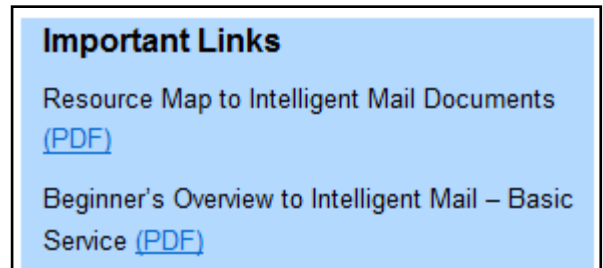 Important Links
Resource Map to Intelligent Mail Documents
(PDF)
Beginner's Overview to Intelligent Mail – Basic
Service (PDF)